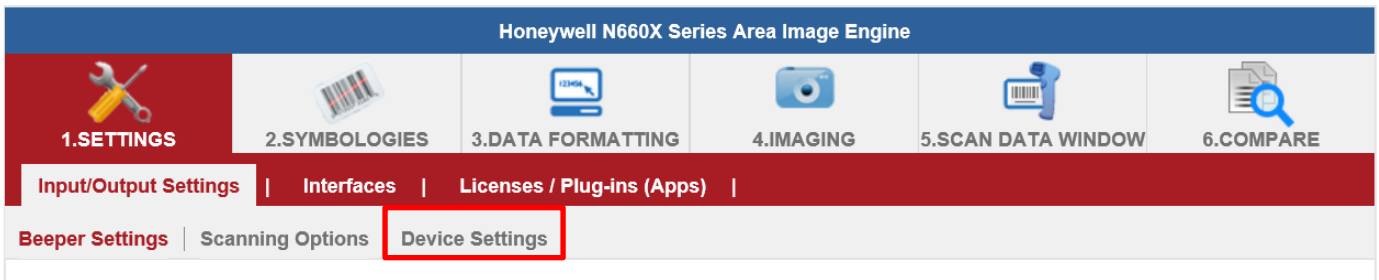 Honeywell N660X Series Area Image Engine
123456
1.SETTINGS 2.SYMBOLOGIES 3.DATA FORMATTING 4.IMAGING 5.SCAN DATA WINDOW 6.COMPARE
Input/Output Settings | Interfaces | Licenses / Plug-ins (Apps) |
Beeper Settings | Scanning Options Device Settings